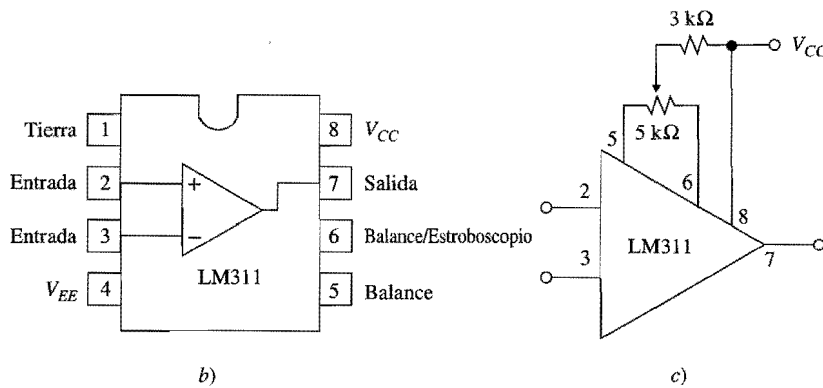 Tierra 1
Entrada 2
Entrada 3
V_EE 4
8 V_CC
7 Salida
6 Balance/Estroboscopio
5 Balance
+
−
LM311
b)
3 kΩ
V_CC
5 kΩ
5
6
8
2
3
7
LM311
c)